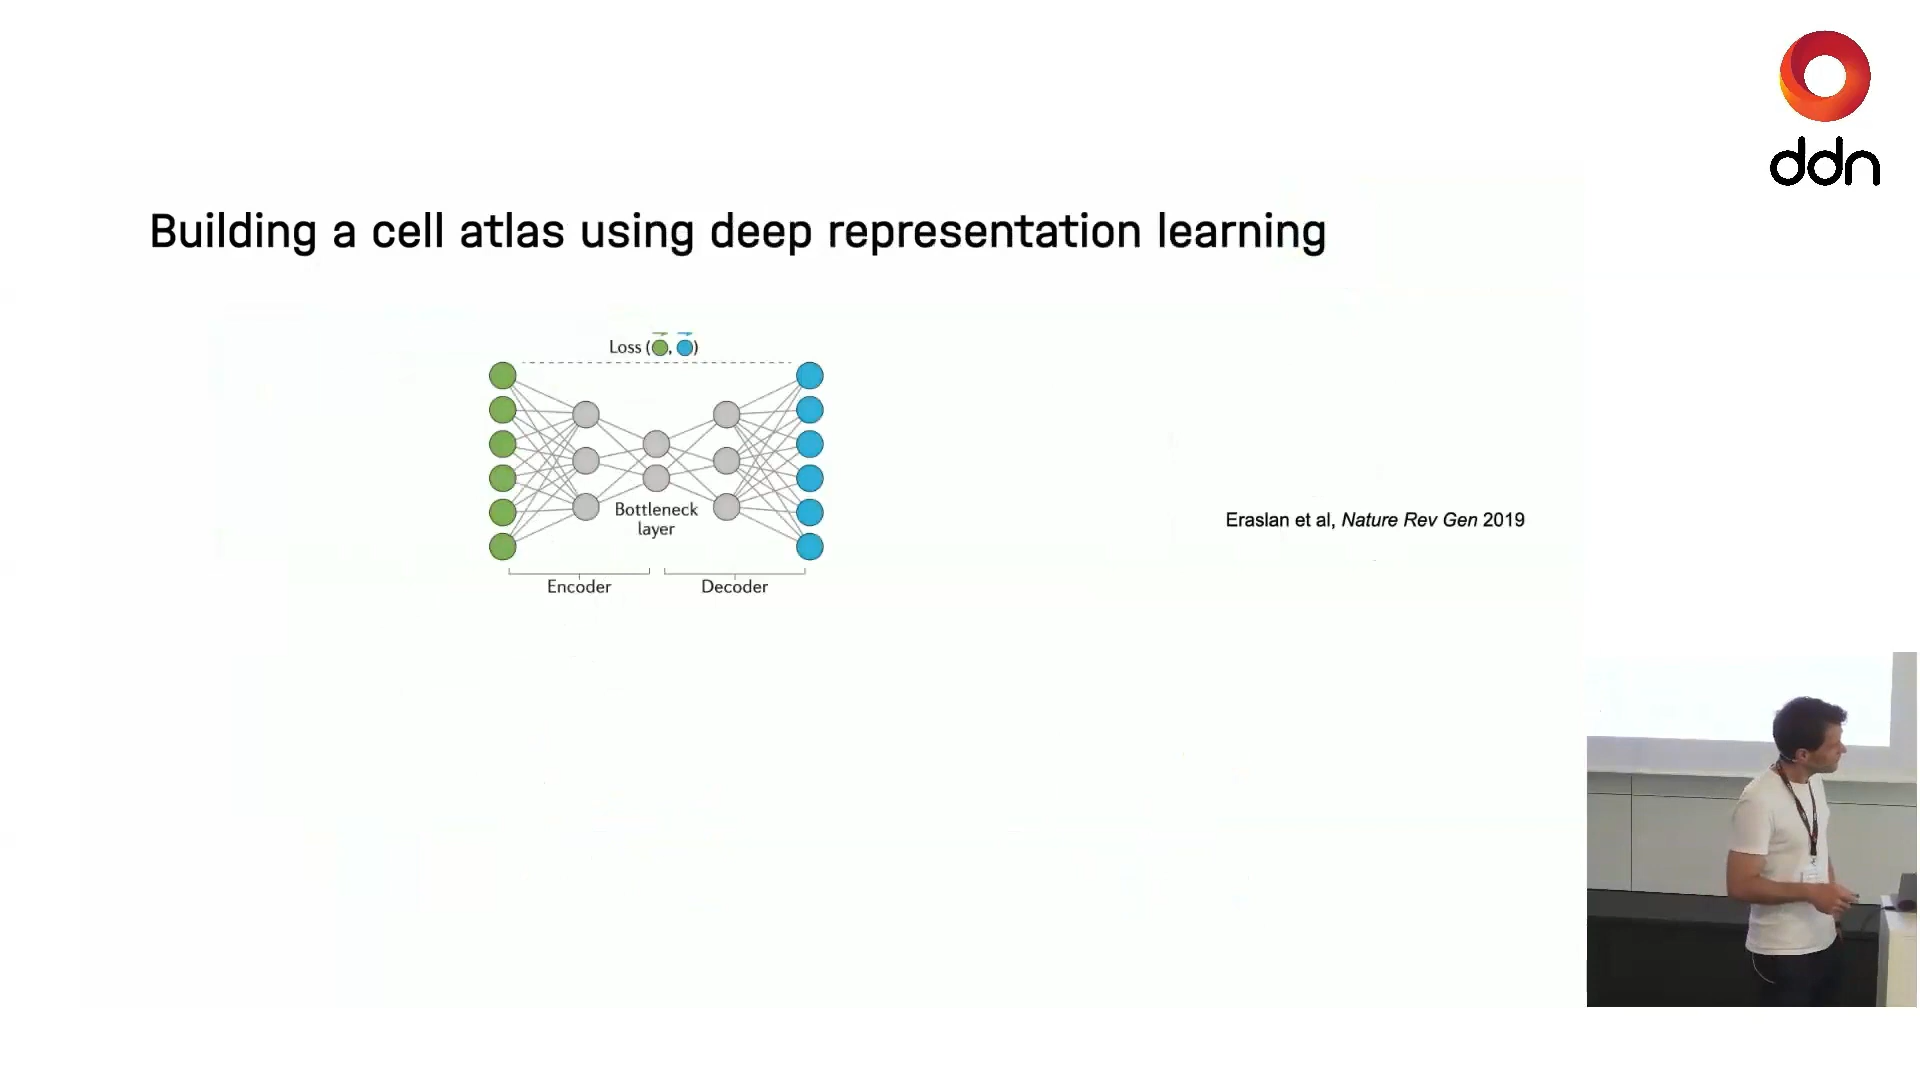 ddn
Building a cell atlas using deep representation learning
Loss ( , )
Bottleneck
layer
Eraslan et al, Nature Rev Gen 2019
Encoder
Decoder